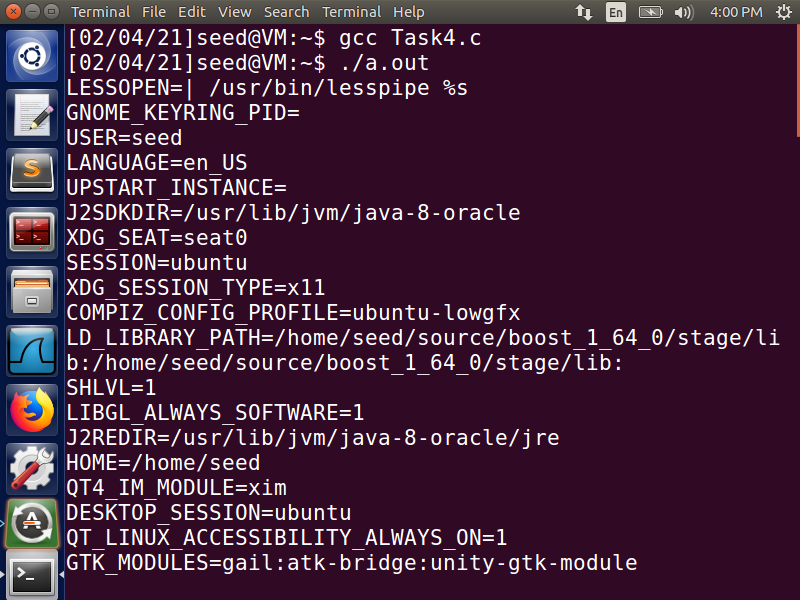 Terminal File Edit View Search Terminal Help En 4:00 PM
[02/04/21]seed@VM:~$ gcc Task4.c
[02/04/21]seed@VM:~$ ./a.out
LESSOPEN=| /usr/bin/lesspipe %s
GNOME_KEYRING_PID=
USER=seed
LANGUAGE=en_US
UPSTART_INSTANCE=
J2SDKDIR=/usr/lib/jvm/java-8-oracle
XDG_SEAT=seat0
SESSION=ubuntu
XDG_SESSION_TYPE=x11
COMPIZ_CONFIG_PROFILE=ubuntu-lowgfx
LD_LIBRARY_PATH=/home/seed/source/boost_1_64_0/stage/li
b:/home/seed/source/boost_1_64_0/stage/lib:
SHLVL=1
LIBGL_ALWAYS_SOFTWARE=1
J2REDIR=/usr/lib/jvm/java-8-oracle/jre
HOME=/home/seed
QT4_IM_MODULE=xim
DESKTOP_SESSION=ubuntu
QT_LINUX_ACCESSIBILITY_ALWAYS_ON=1
GTK_MODULES=gail:atk-bridge:unity-gtk-module